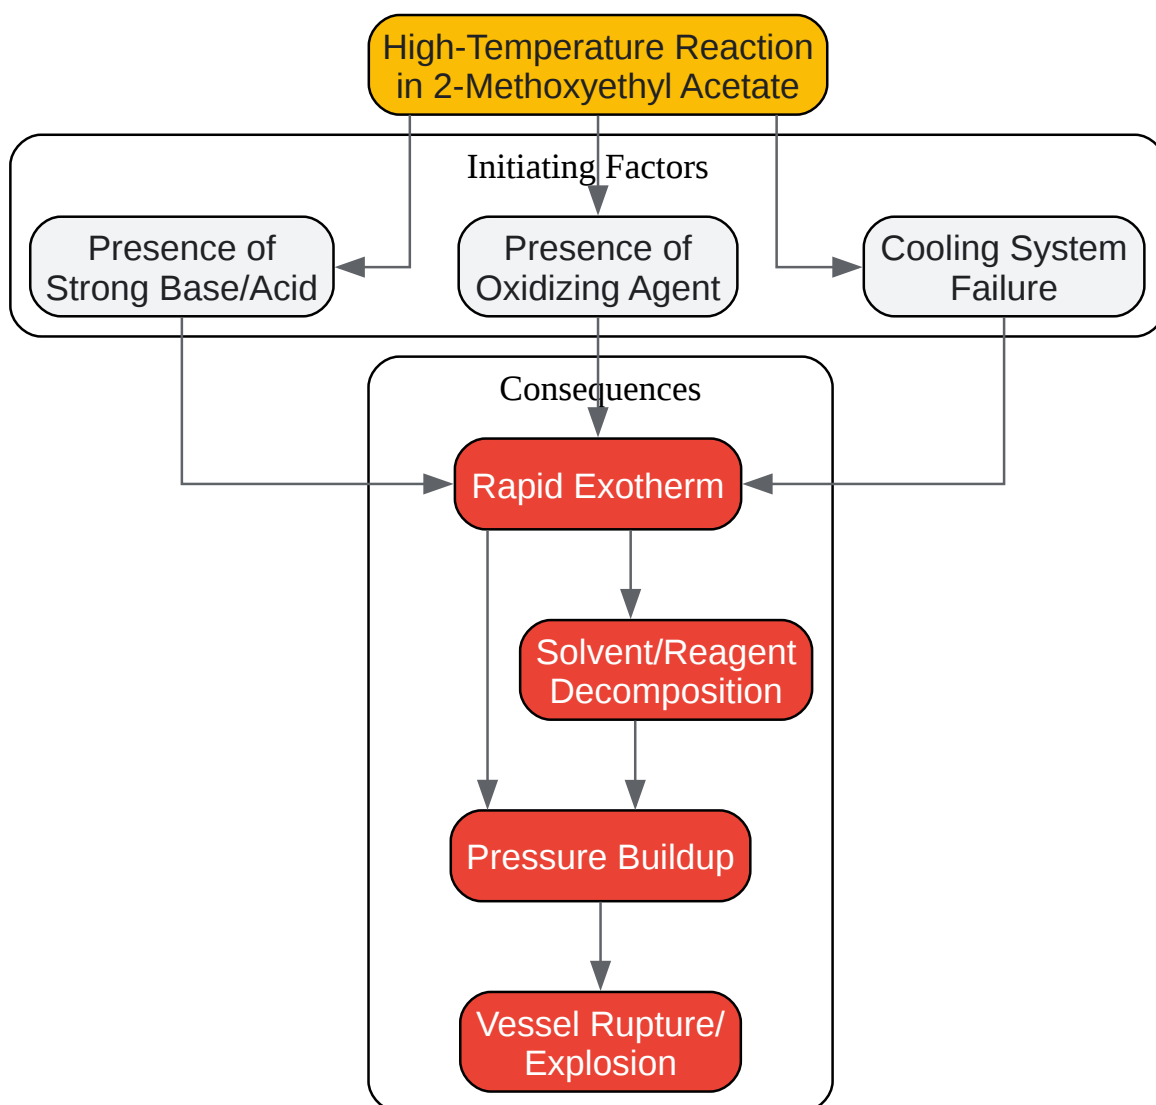 High-Temperature Reaction
in 2-Methoxyethyl Acetate
Initiating Factors
Presence of
Strong Base/Acid
Presence of
Oxidizing Agent
Cooling System
Failure
Consequences
Rapid Exotherm
Solvent/Reagent
Decomposition
Pressure Buildup
Vessel Rupture/
Explosion